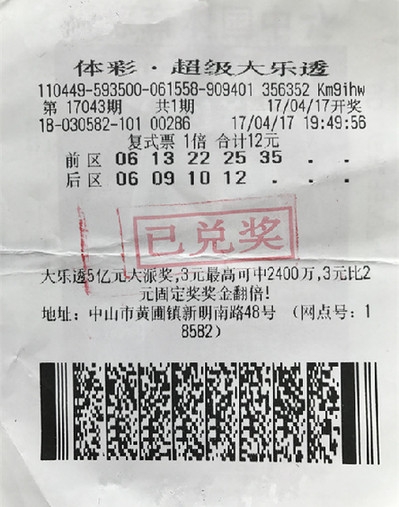 体彩·超级大乐透
110449-593500-061558-909401 356352 Km9ihw
第 17043期 共1期 17/04/17开奖
18-030582-101 00286 17/04/17 19:49:56
复式票 1倍 合计12元
前区 06 13 22 25 35
后区 06 09 10 12
已兑奖
大乐透5亿元大派奖,3元最高可中2400万,3元比2
元固定奖奖金翻倍!
地址: 中山市黄圃镇新明南路48号 (网点号: 1
8582)